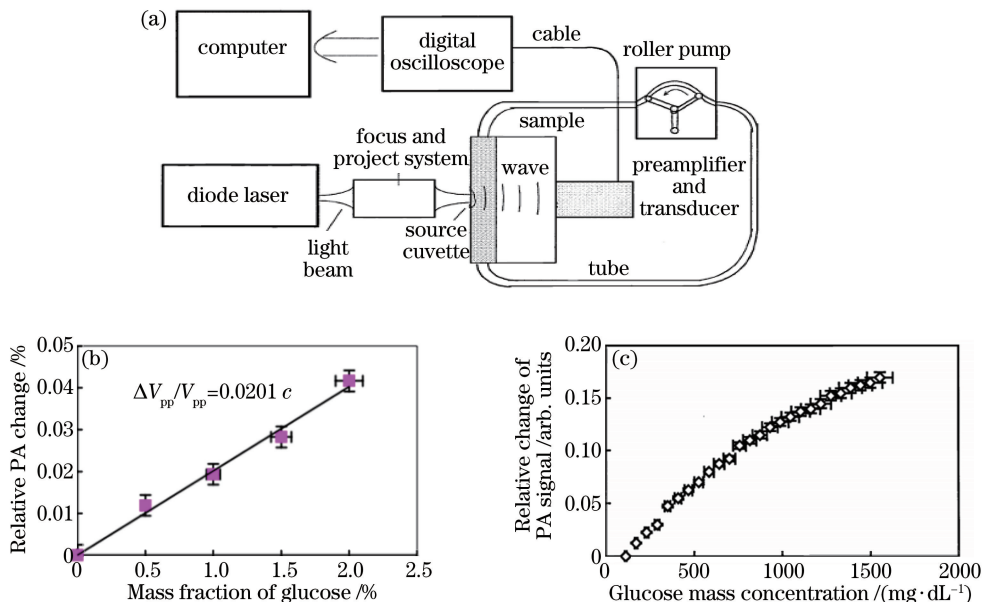 (a)
computer
digital
oscilloscope
cable
roller pump
sample
focus and
project system
wave
diode laser
preamplifier
and
transducer
source
cuvette
light
beam
tube
(b)
Relative PA change /%
0.05
0.04
0.03
0.02
0.01
0
ΔVpp/Vpp=0.0201 c
0 0.5 1.0 1.5 2.0 2.5
Mass fraction of glucose /%
(c)
Relative change of
PA signal /arb. units
0.20
0.15
0.10
0.05
0
0 500 1000 1500 2000
Glucose mass concentration /(mg·dL⁻¹)